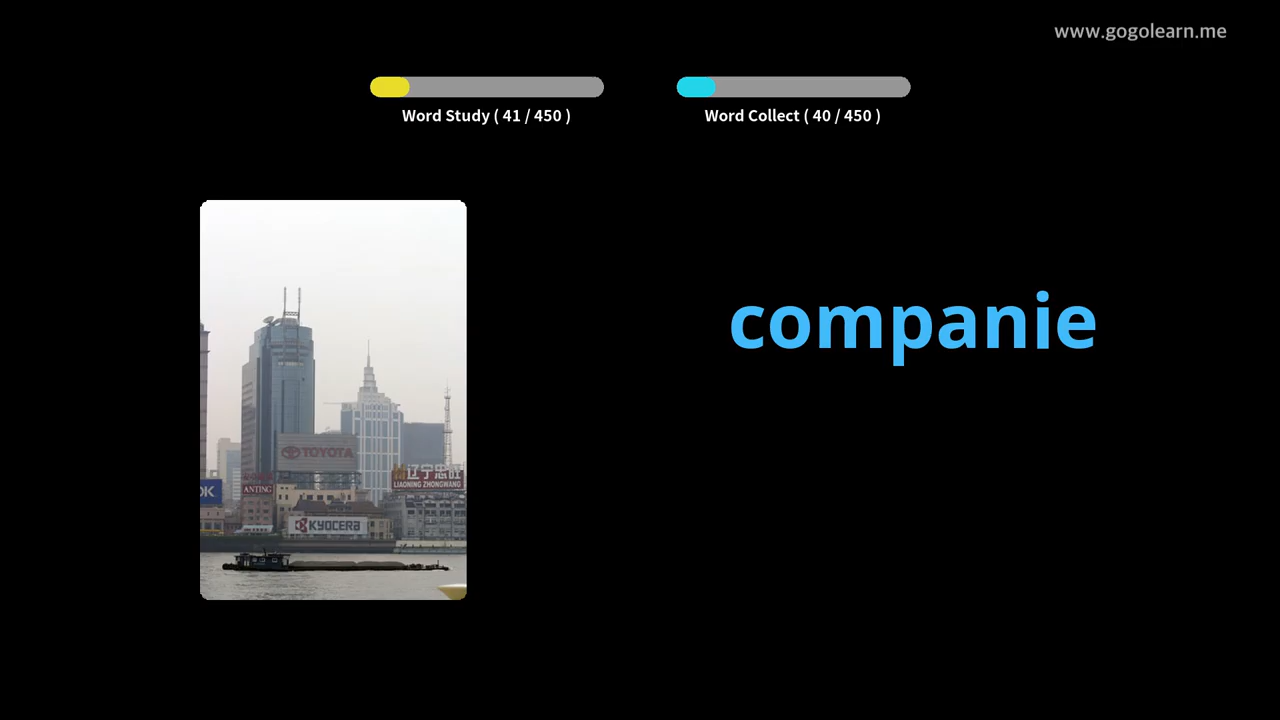 www.gogolearn.me
Word Study ( 41 / 450 )
Word Collect ( 40 / 450 )
companie
TOYOTA
辽宁忠旺
LIAONING ZHONGWANG
OK
ANTING
KYOCERA